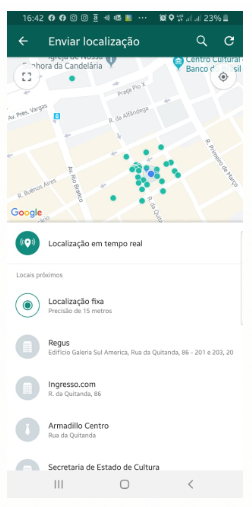 16:42
23%
Enviar localização
Igreja de Nossa
Senhora da Candelária
Centro Cultural
Banco do Brasil
Praça Pio X
Av. Pres. Vargas
R. da Alfândega
Av. Rio Branco
R. Buenos Aires
R. Primeiro de Março
R. da Quita
Google
Localização em tempo real
Locais próximos
Localização fixa
Precisão de 15 metros
Regus
Edifício Galeria Sul America, Rua da Quitanda, 86 - 201 e 203, 20
Ingresso.com
R. da Quitanda, 86
Armadillo Centro
Rua da Quitanda
Secretaria de Estado de Cultura